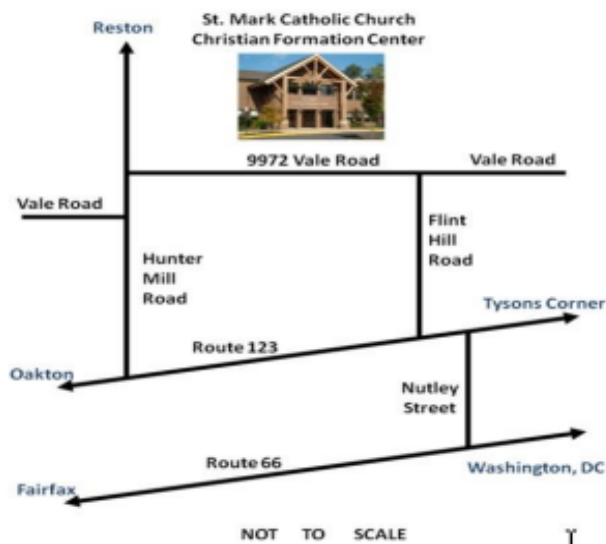 St. Mark Catholic Church
Christian Formation Center
Reston
9972 Vale Road
Vale Road
Vale Road
Flint
Hill
Road
Hunter
Mill
Road
Tysons Corner
Route 123
Oakton
Nutley
Street
Route 66
Washington, DC
Fairfax
NOT TO SCALE